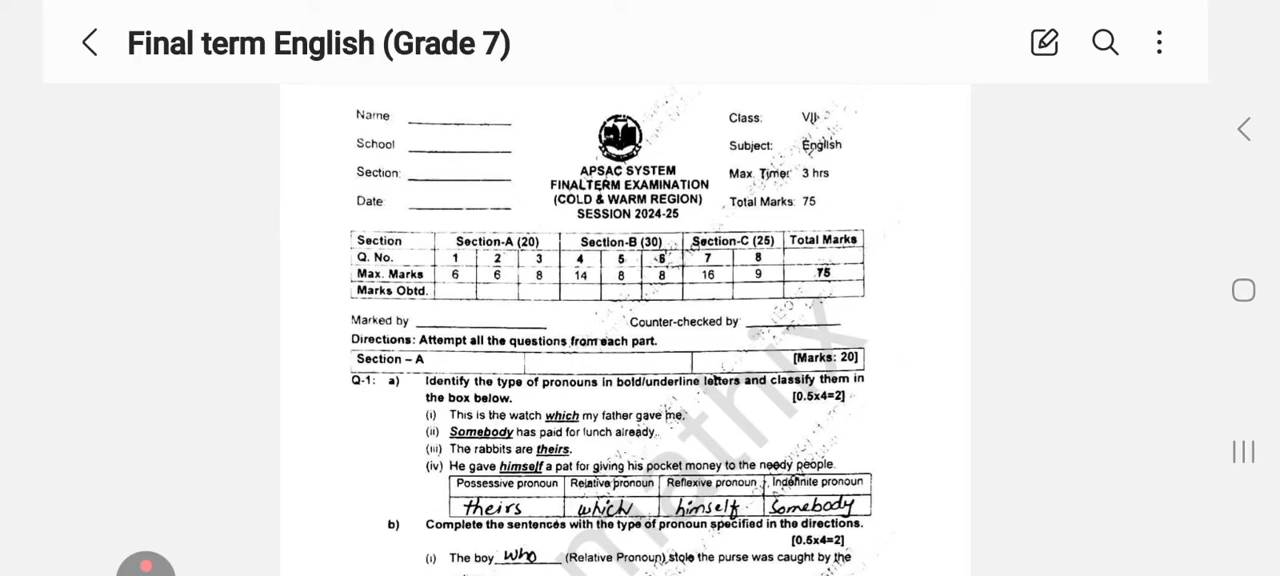 Final term English (Grade 7)
Name
School
Section:
Date
APSAC SYSTEM
FINALTERM EXAMINATION
(COLD & WARM REGION)
SESSION 2024-25
Class: VII
Subject: English
Max. Timer 3 hrs
Total Marks: 75
Section Section-A (20) Section-B (30) Section-C (25) Total Marks
Q. No. 1 2 3 4 5 6 7 8
Max. Marks 6 6 8 14 8 8 16 9 75
Marks Obtd.
Marked by Counter-checked by
Directions: Attempt all the questions from each part.
Section – A [Marks: 20]
Q-1: a) Identify the type of pronouns in bold/underline letters and classify them in
the box below. [0.5x4=2]
(i) This is the watch which my father gave me.
(ii) Somebody has paid for lunch already.
(iii) The rabbits are theirs.
(iv) He gave himself a pat for giving his pocket money to the needy people.
Possessive pronoun Relative pronoun Reflexive pronoun Indefinite pronoun
theirs which himself somebody
b) Complete the sentences with the type of pronoun specified in the directions.
[0.5x4=2]
(i) The boy who (Relative Pronoun) stole the purse was caught by the
mathix